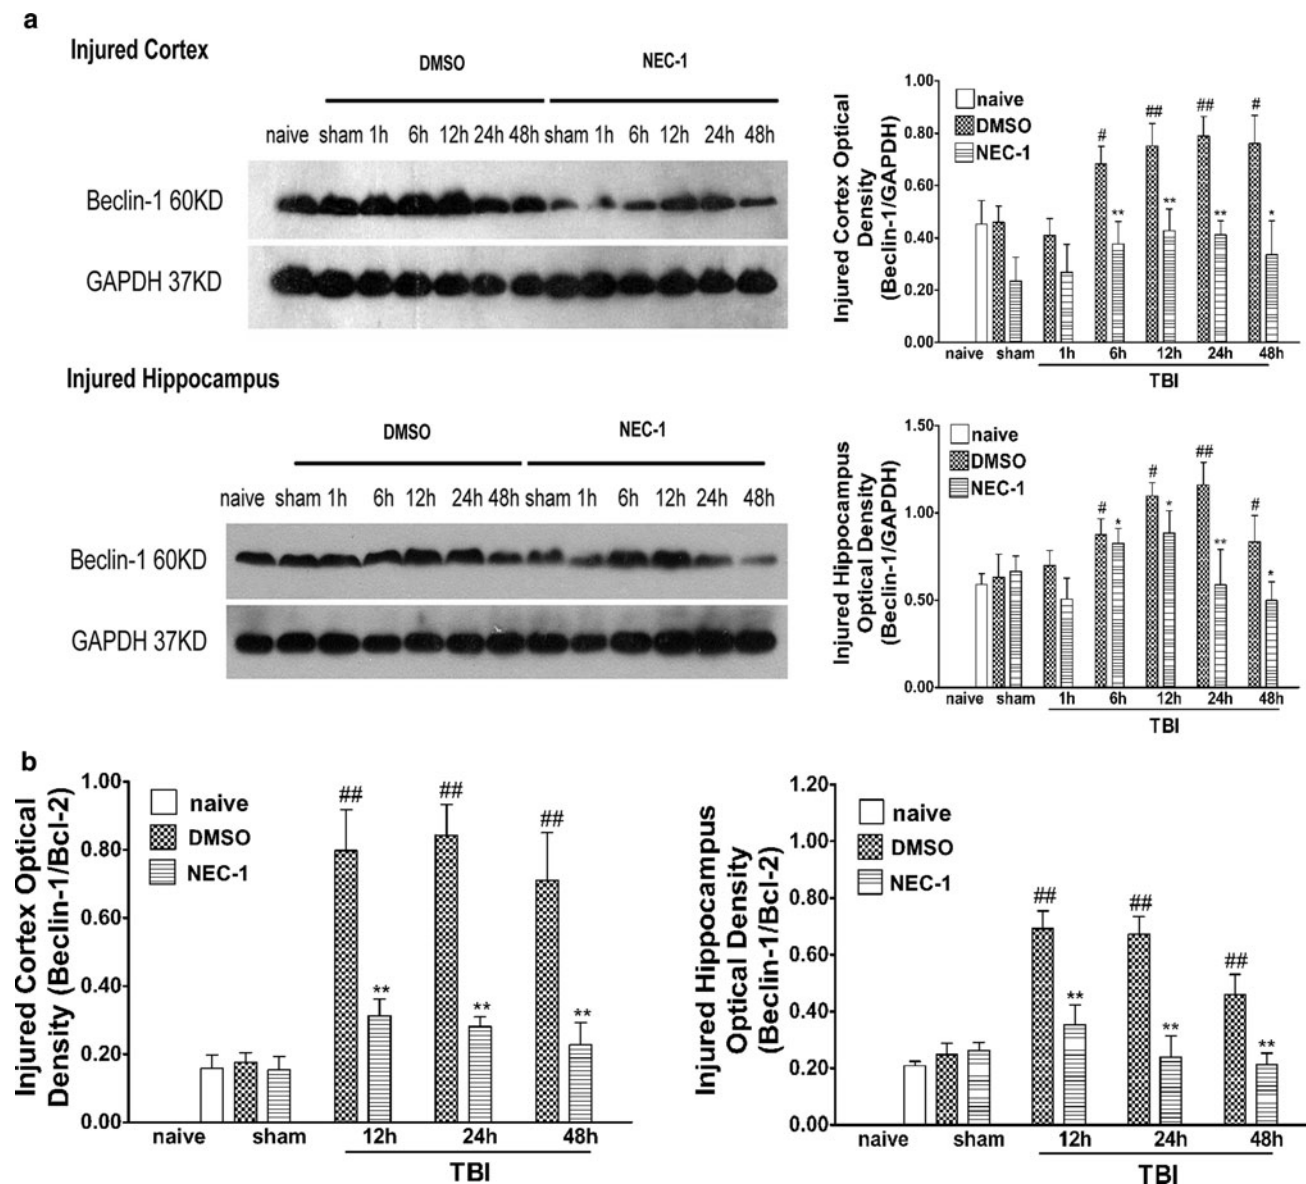 a
Injured Cortex
DMSO
NEC-1
naive sham 1h 6h 12h 24h 48h sham 1h 6h 12h 24h 48h
Beclin-1 60KD
GAPDH 37KD
Injured Cortex Optical
Density
(Beclin-1/GAPDH)
1.00
0.80
0.60
0.40
0.20
0.00
naive
DMSO
NEC-1
# ## ## #
** ** ** *
naive sham 1h 6h 12h 24h 48h
TBI
Injured Hippocampus
DMSO
NEC-1
naive sham 1h 6h 12h 24h 48h sham 1h 6h 12h 24h 48h
Beclin-1 60KD
GAPDH 37KD
Injured Hippocampus
Optical Density
(Beclin-1/GAPDH)
1.50
1.00
0.50
0.00
naive
DMSO
NEC-1
# # ## #
* * ** *
naive sham 1h 6h 12h 24h 48h
TBI
b
Injured Cortex Optical
Density (Beclin-1/Bcl-2)
1.00
0.80
0.60
0.40
0.20
0.00
naive
DMSO
NEC-1
## ## ##
** ** **
naive sham 12h 24h 48h
TBI
Injured Hippocampus
Optical Density
(Beclin-1/Bcl-2)
1.20
1.00
0.80
0.60
0.40
0.20
0.00
naive
DMSO
NEC-1
## ## ##
** ** **
naive sham 12h 24h 48h
TBI